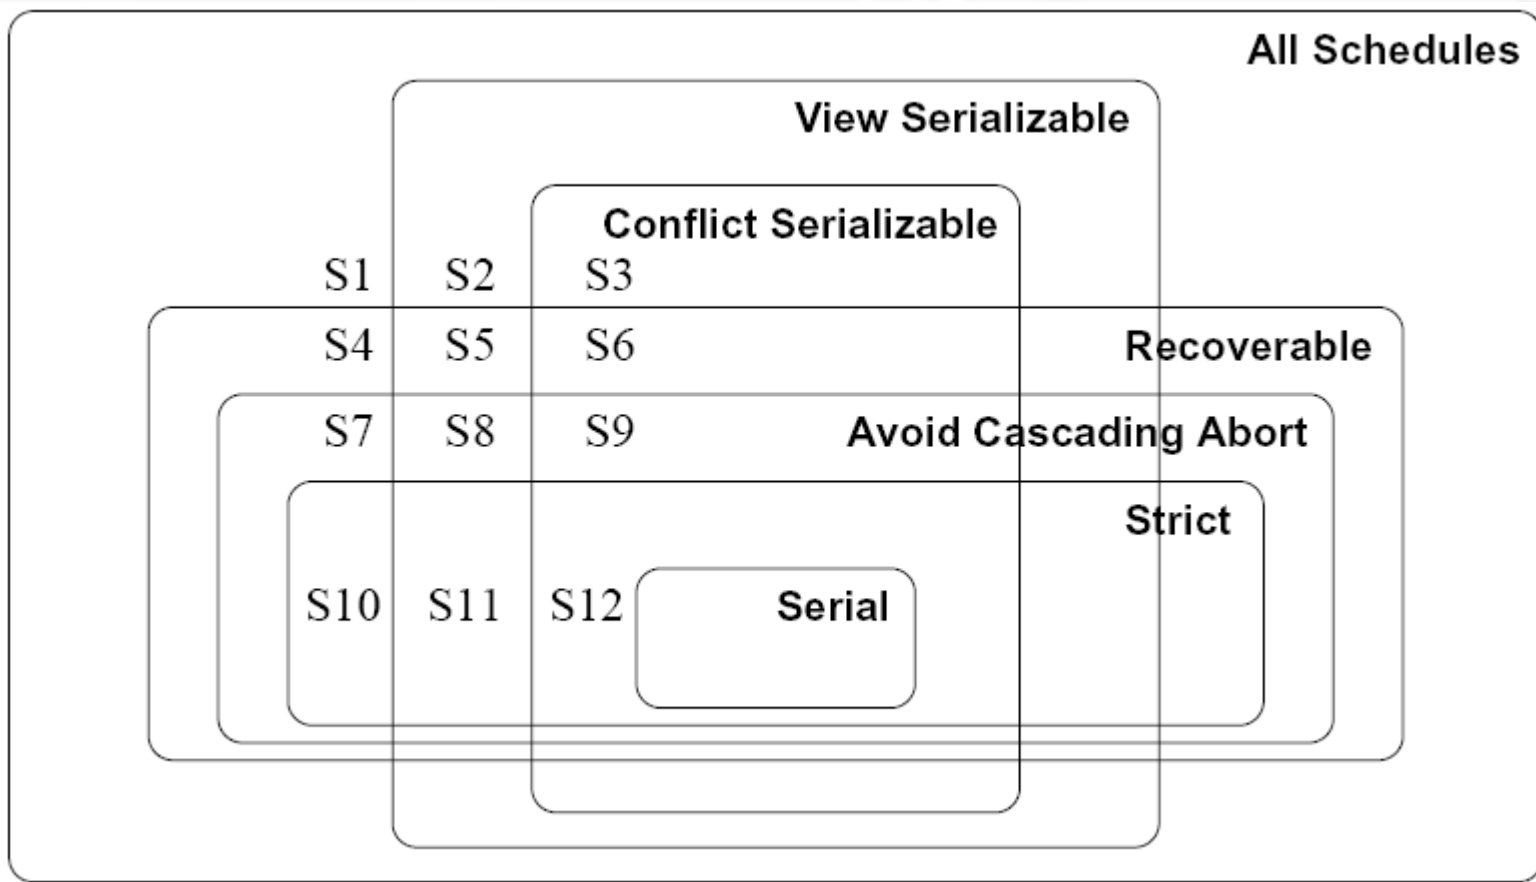 All Schedules
View Serializable
Conflict Serializable
S1 S2 S3
S4 S5 S6 Recoverable
S7 S8 S9 Avoid Cascading Abort
Strict
S10 S11 S12 Serial